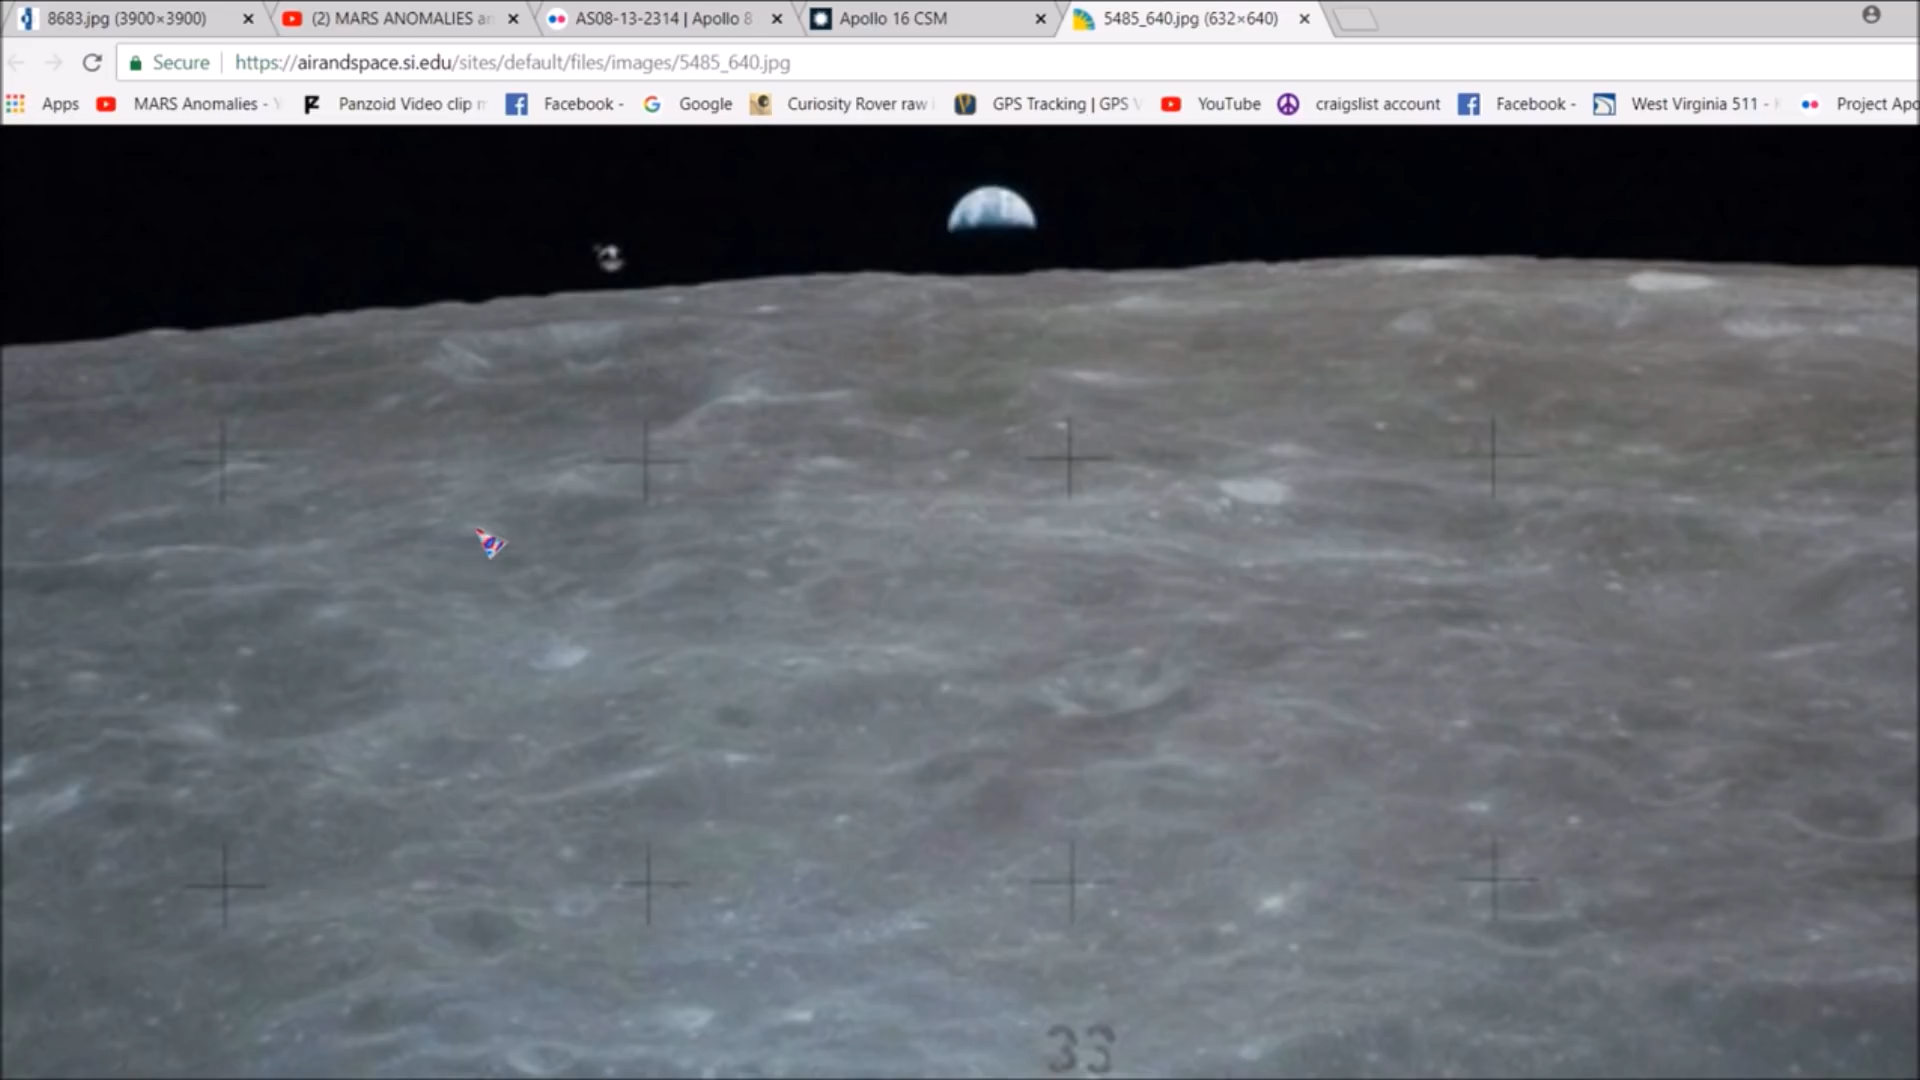 8683.jpg (3900×3900)
(2) MARS ANOMALIES an
AS08-13-2314 | Apollo 8
Apollo 16 CSM
5485_640.jpg (632×640)
Secure
https://airandspace.si.edu/sites/default/files/images/5485_640.jpg
Apps
MARS Anomalies - Y
Panzoid Video clip m
Facebook -
Google
Curiosity Rover raw i
GPS Tracking | GPS V
YouTube
craigslist account
Facebook -
West Virginia 511 -
Project Apo
33